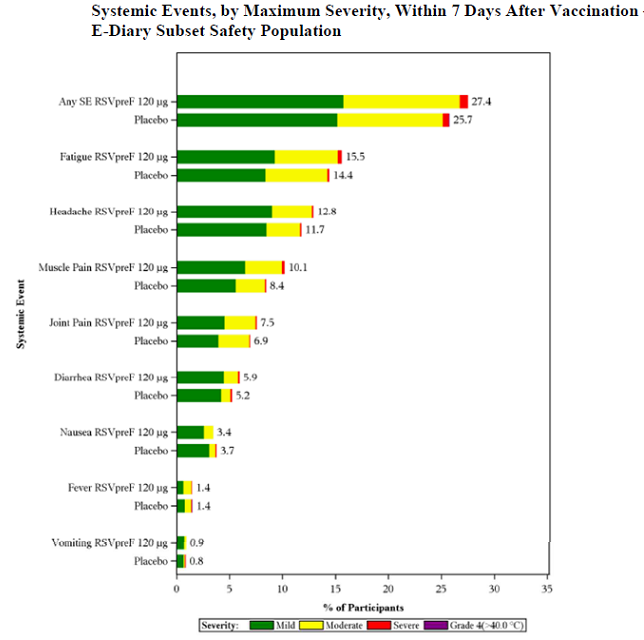 Systemic Events, by Maximum Severity, Within 7 Days After Vaccination -
E-Diary Subset Safety Population
Systemic Event
Any SE RSVpreF 120 µg 27.4
Placebo 25.7
Fatigue RSVpreF 120 µg 15.5
Placebo 14.4
Headache RSVpreF 120 µg 12.8
Placebo 11.7
Muscle Pain RSVpreF 120 µg 10.1
Placebo 8.4
Joint Pain RSVpreF 120 µg 7.5
Placebo 6.9
Diarrhea RSVpreF 120 µg 5.9
Placebo 5.2
Nausea RSVpreF 120 µg 3.4
Placebo 3.7
Fever RSVpreF 120 µg 1.4
Placebo 1.4
Vomiting RSVpreF 120 µg 0.9
Placebo 0.8
0 5 10 15 20 25 30 35
% of Participants
Severity: Mild Moderate Severe Grade 4(>40.0 °C)